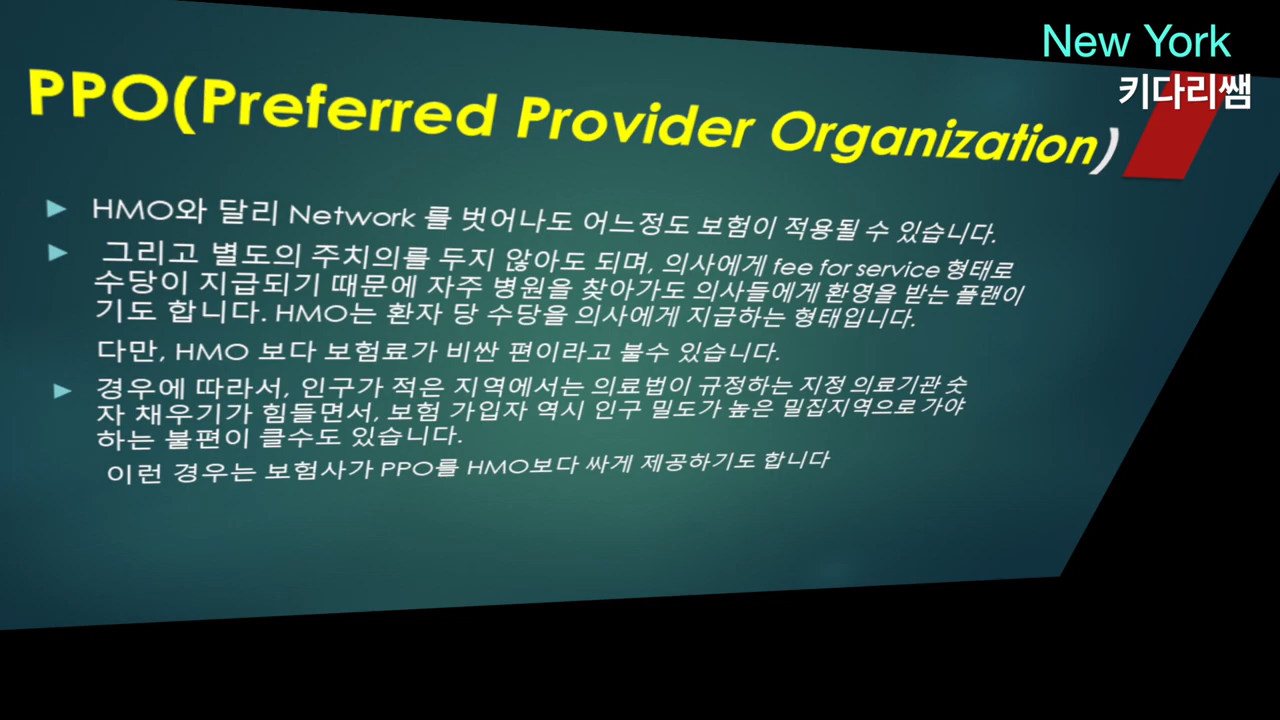 New York
키다리쌤
PPO(Preferred Provider Organization)
HMO와 달리 Network 를 벗어나도 어느정도 보험이 적용될 수 있습니다.
그리고 별도의 주치의를 두지 않아도 되며, 의사에게 fee for service 형태로
수당이 지급되기 때문에 자주 병원을 찾아가도 의사들에게 환영을 받는 플랜이
기도 합니다. HMO는 환자 당 수당을 의사에게 지급하는 형태입니다.
다만, HMO 보다 보험료가 비싼 편이라고 볼수 있습니다.
경우에 따라서, 인구가 적은 지역에서는 의료법이 규정하는 지정 의료기관 숫
자 채우기가 힘들면서, 보험 가입자 역시 인구 밀도가 높은 밀집지역으로 가야
하는 불편이 클수도 있습니다.
이런 경우는 보험사가 PPO를 HMO보다 싸게 제공하기도 합니다